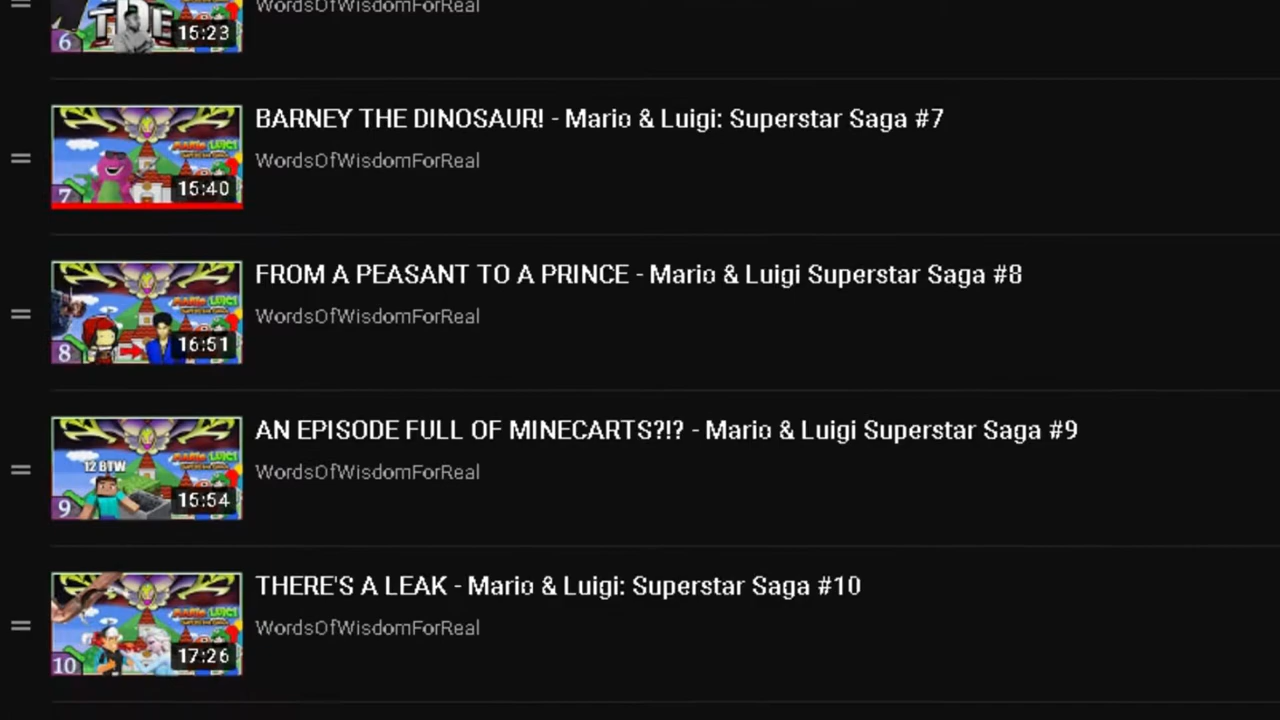 WordsOfWisdomForReal
6
15:23
BARNEY THE DINOSAUR! - Mario & Luigi: Superstar Saga #7
WordsOfWisdomForReal
7
15:40
FROM A PEASANT TO A PRINCE - Mario & Luigi Superstar Saga #8
WordsOfWisdomForReal
MARIO LUIGI
8
16:51
AN EPISODE FULL OF MINECARTS?!? - Mario & Luigi Superstar Saga #9
WordsOfWisdomForReal
12 BTW
9
15:54
THERE'S A LEAK - Mario & Luigi: Superstar Saga #10
WordsOfWisdomForReal
10
17:26